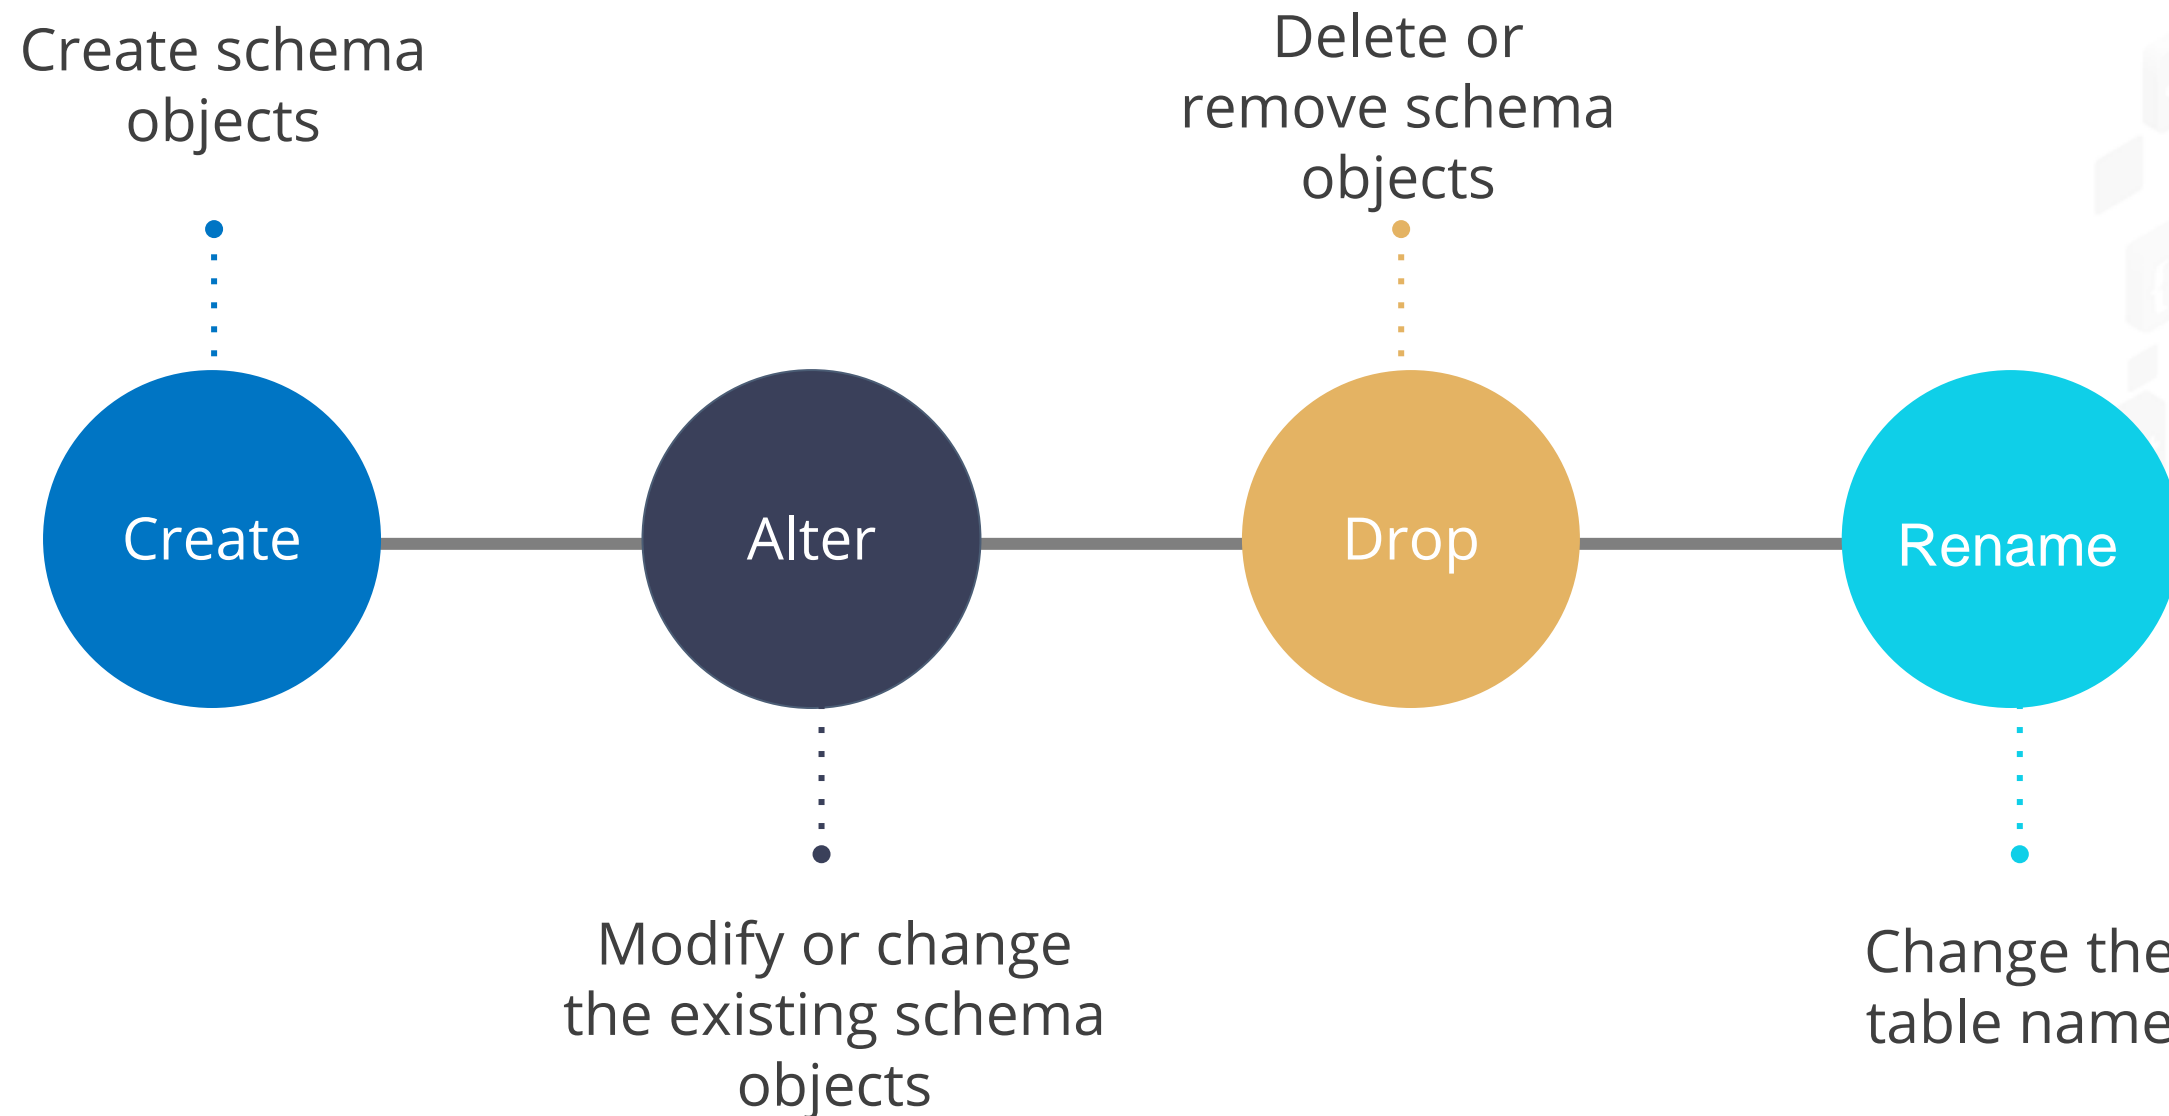 Create schema
objects
Delete or
remove schema
objects
Create
Alter
Drop
Rename
Modify or change
the existing schema
objects
Change the
table name